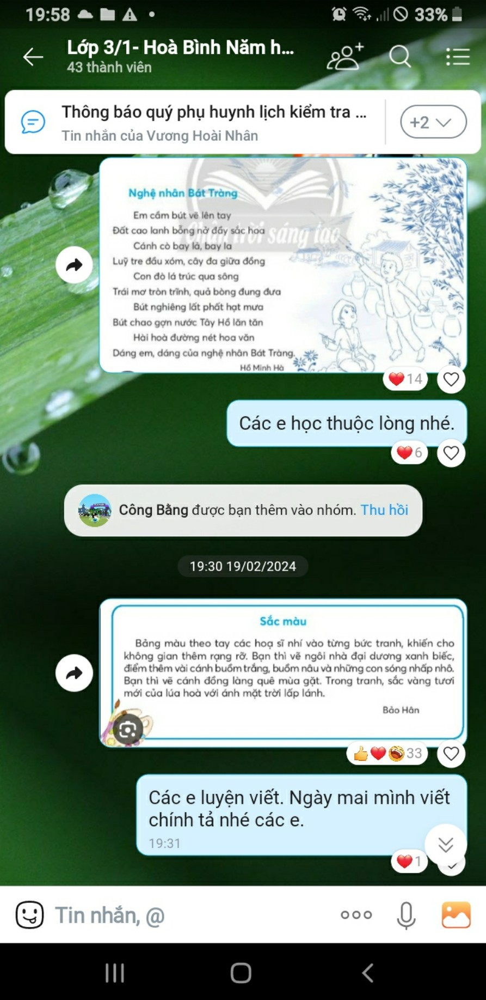 19:58
33%
Lớp 3/1- Hoà Bình Năm h...
43 thành viên
Thông báo quý phụ huynh lịch kiểm tra ...
Tin nhắn của Vương Hoài Nhân
+2
Nghệ nhân Bát Tràng
Chân trời sáng tạo
Em cầm bút vẽ lên tay
Đất cao lanh bỗng nở đầy sắc hoa
Cánh cò bay lả, bay la
Luỹ tre đầu xóm, cây đa giữa đồng
Con đò lá trúc qua sông
Trái mơ tròn trĩnh, quả bòng đung đưa
Bút nghiêng lất phất hạt mưa
Bút chao gợn nước Tây Hồ lăn tăn
Hài hoà đường nét hoa văn
Dáng em, dáng của nghệ nhân Bát Tràng.
Hồ Minh Hà
14
Các e học thuộc lòng nhé.
6
Công Bằng được bạn thêm vào nhóm. Thu hồi
19:30 19/02/2024
Sắc màu
Bảng màu theo tay các hoạ sĩ nhí vào từng bức tranh, khiến cho
không gian thêm rạng rỡ. Bạn thì vẽ ngôi nhà đại dương xanh biếc,
điểm thêm vài cánh buồm trắng, buồm nâu và những con sóng nhấp nhô.
Bạn thì vẽ cánh đồng làng quê mùa gặt. Trong tranh, sắc vàng tươi
mới của lúa hoà với ánh mặt trời lấp lánh.
Bảo Hân
33
Các e luyện viết. Ngày mai mình viết
chính tả nhé các e.
19:31
1
Tin nhắn, @